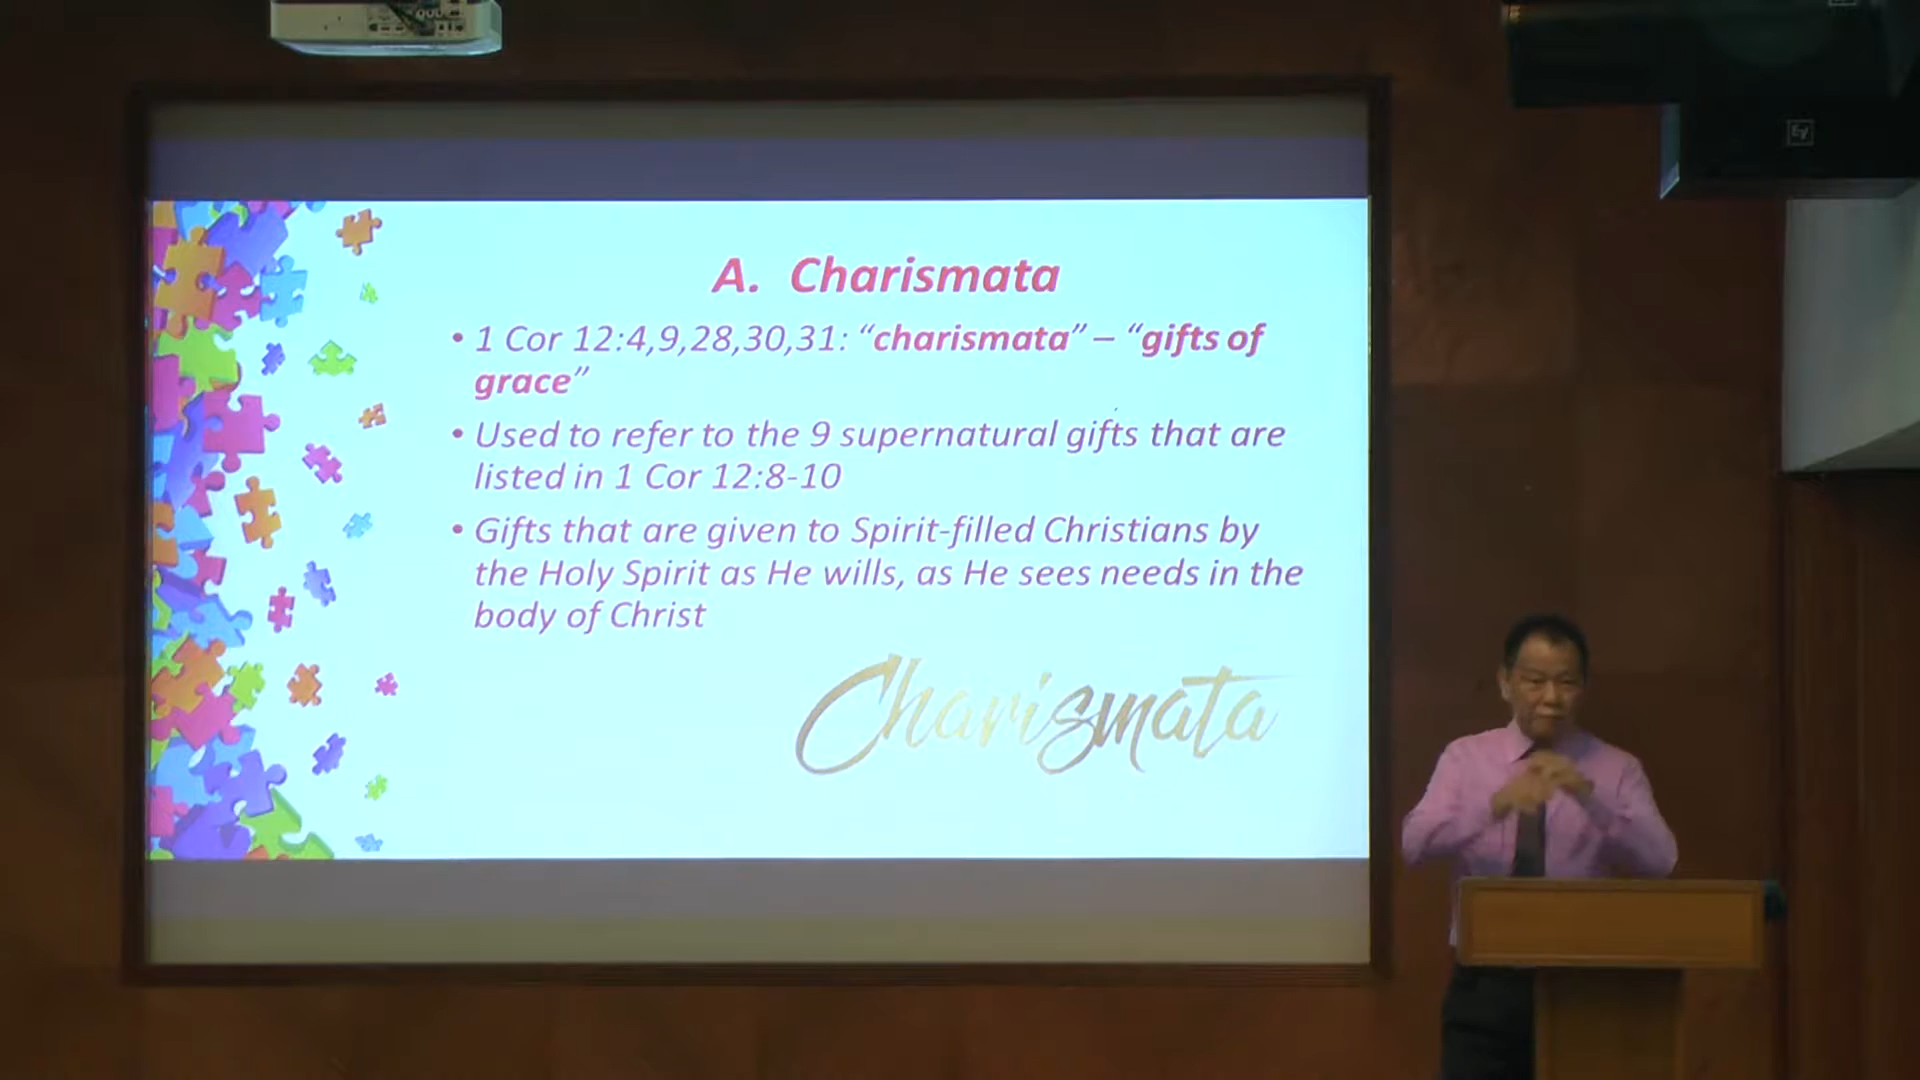 A. Charismata
• 1 Cor 12:4,9,28,30,31: “charismata” – “gifts of
grace”
• Used to refer to the 9 supernatural gifts that are
listed in 1 Cor 12:8-10
• Gifts that are given to Spirit-filled Christians by
the Holy Spirit as He wills, as He sees needs in the
body of Christ
Charismata
EV